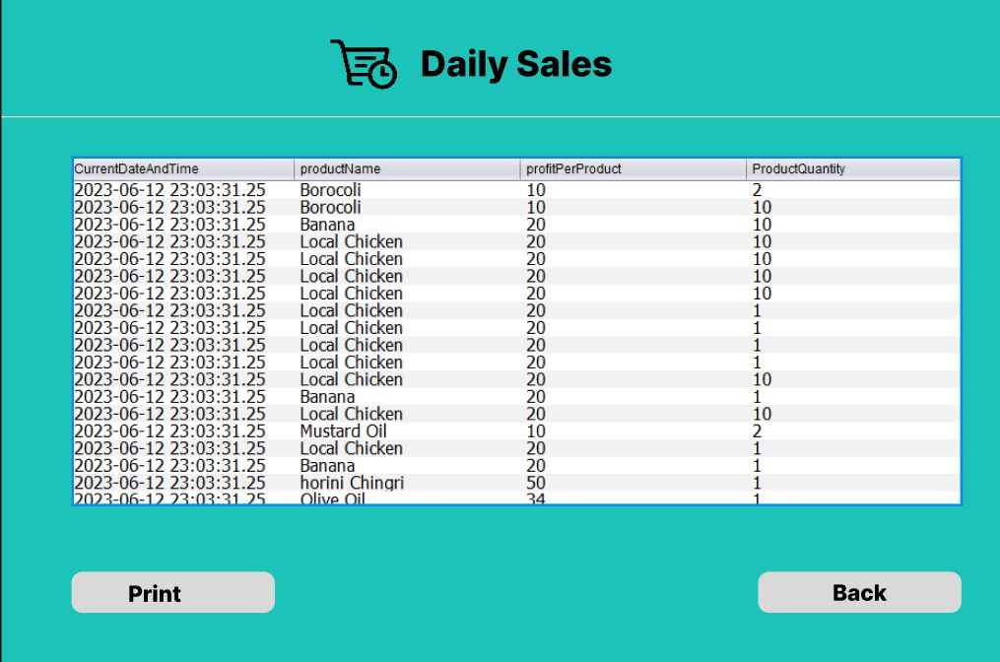 Daily Sales
CurrentDateAndTime productName profitPerProduct ProductQuantity
2023-06-12 23:03:31.25 Borocoli 10 2
2023-06-12 23:03:31.25 Borocoli 10 10
2023-06-12 23:03:31.25 Banana 20 10
2023-06-12 23:03:31.25 Local Chicken 20 10
2023-06-12 23:03:31.25 Local Chicken 20 10
2023-06-12 23:03:31.25 Local Chicken 20 10
2023-06-12 23:03:31.25 Local Chicken 20 10
2023-06-12 23:03:31.25 Local Chicken 20 1
2023-06-12 23:03:31.25 Local Chicken 20 1
2023-06-12 23:03:31.25 Local Chicken 20 1
2023-06-12 23:03:31.25 Local Chicken 20 1
2023-06-12 23:03:31.25 Local Chicken 20 10
2023-06-12 23:03:31.25 Banana 20 1
2023-06-12 23:03:31.25 Local Chicken 20 10
2023-06-12 23:03:31.25 Mustard Oil 10 2
2023-06-12 23:03:31.25 Local Chicken 20 1
2023-06-12 23:03:31.25 Banana 20 1
2023-06-12 23:03:31.25 horini Chingri 50 1
2023-06-12 23:03:31.25 Olive Oil 34 1
Print Back